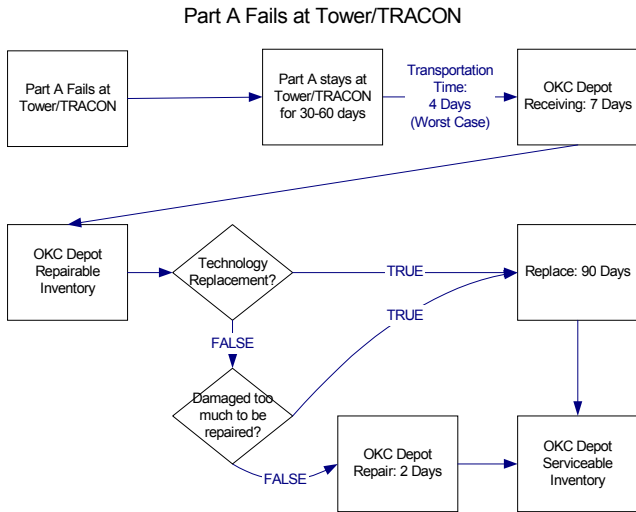 Part A Fails at Tower/TRACON
Part A Fails at
Tower/TRACON
Part A stays at
Tower/TRACON
for 30-60 days
Transportation
Time:
4 Days
(Worst Case)
OKC Depot
Receiving: 7 Days
OKC Depot
Repairable
Inventory
Technology
Replacement?
TRUE
Replace: 90 Days
TRUE
FALSE
Damaged too
much to be
repaired?
FALSE
OKC Depot
Repair: 2 Days
OKC Depot
Serviceable
Inventory